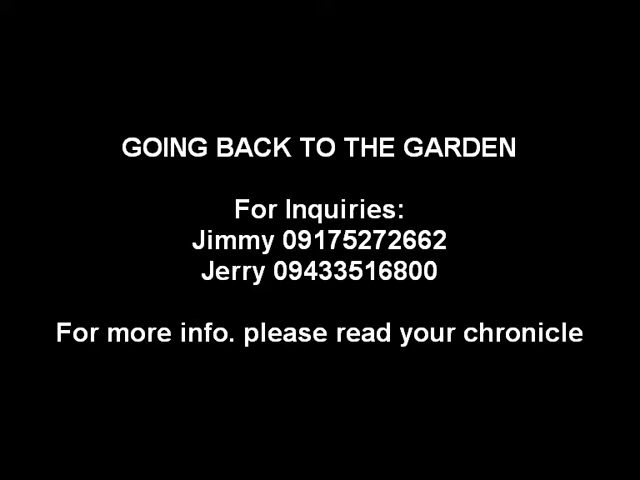 GOING BACK TO THE GARDEN
For Inquiries:
Jimmy 09175272662
Jerry 09433516800
For more info. please read your chronicle